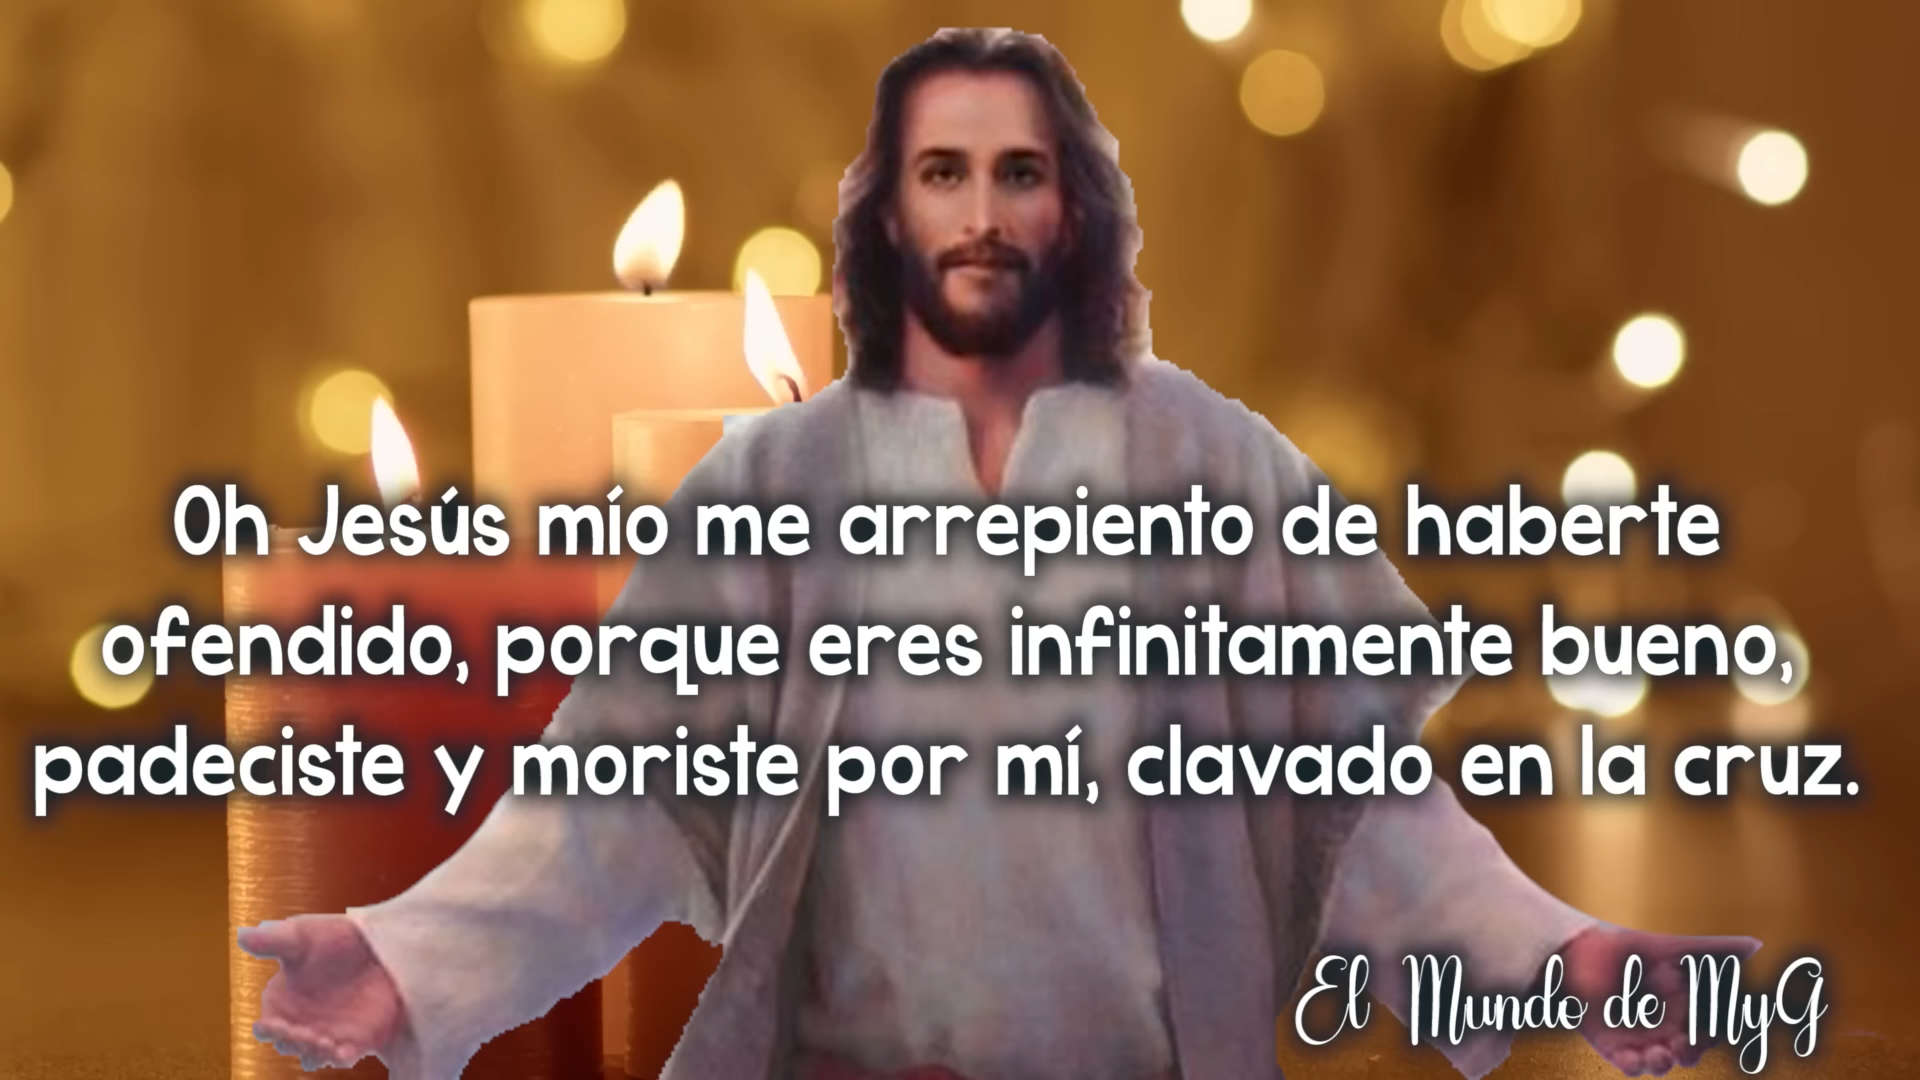 Oh Jesús mío me arrepiento de haberte
ofendido, porque eres infinitamente bueno,
padeciste y moriste por mí, clavado en la cruz.
El Mundo de MyG